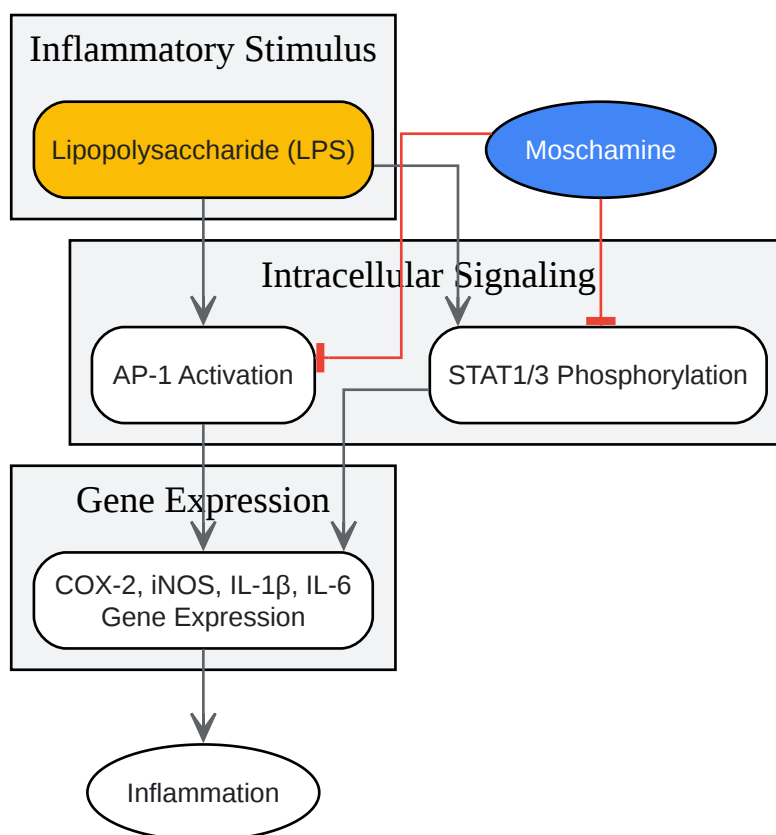 Inflammatory Stimulus
Lipopolysaccharide (LPS)
Moschamine
Intracellular Signaling
AP-1 Activation
STAT1/3 Phosphorylation
Gene Expression
COX-2, iNOS, IL-1β, IL-6
Gene Expression
Inflammation